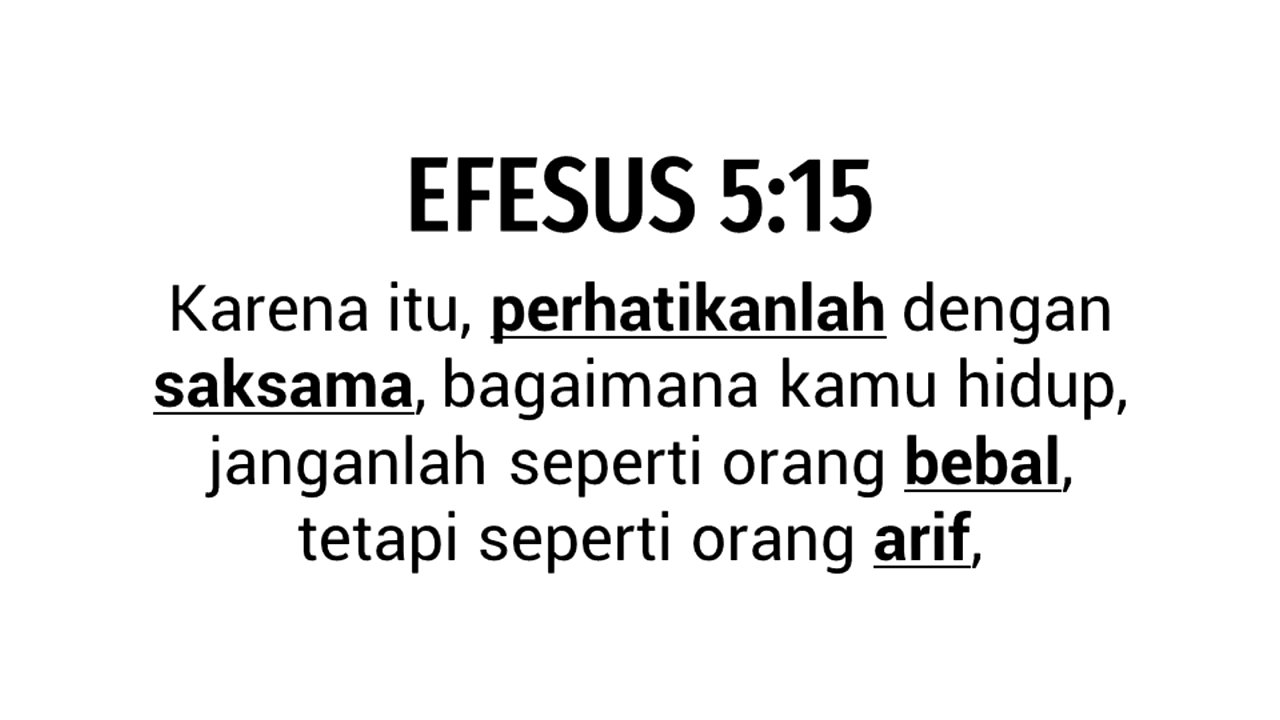 EFESUS 5:15
Karena itu, perhatikanlah dengan
saksama, bagaimana kamu hidup,
janganlah seperti orang bebal,
tetapi seperti orang arif,